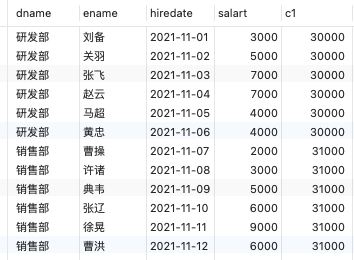 dname ename hiredate salart c1
研发部 刘备 2021-11-01 3000 30000
研发部 关羽 2021-11-02 5000 30000
研发部 张飞 2021-11-03 7000 30000
研发部 赵云 2021-11-04 7000 30000
研发部 马超 2021-11-05 4000 30000
研发部 黄忠 2021-11-06 4000 30000
销售部 曹操 2021-11-07 2000 31000
销售部 许诸 2021-11-08 3000 31000
销售部 典韦 2021-11-09 5000 31000
销售部 张辽 2021-11-10 6000 31000
销售部 徐晃 2021-11-11 9000 31000
销售部 曹洪 2021-11-12 6000 31000